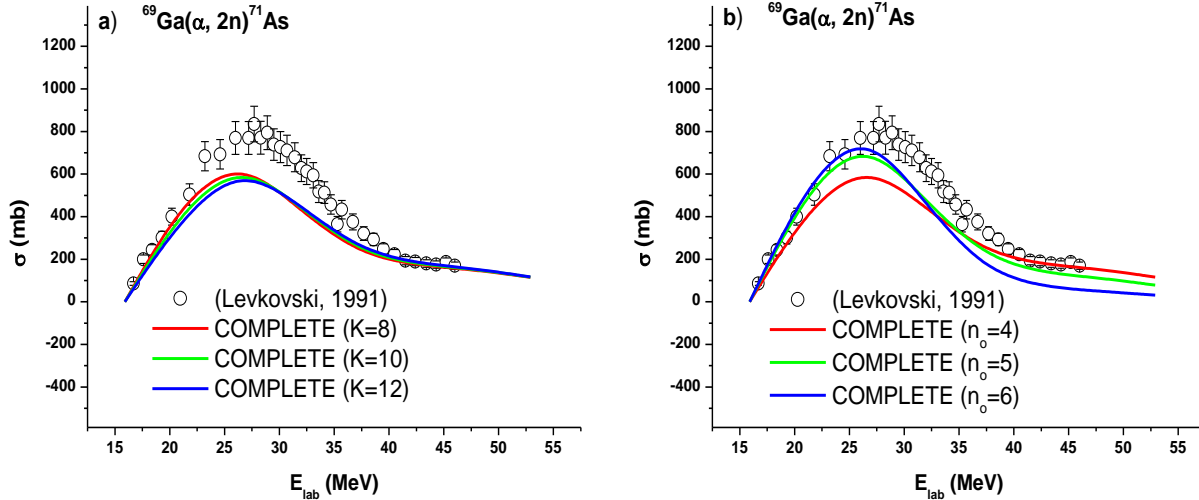 a) ⁶⁹Ga(α, 2n)⁷¹As
1200
1000
800
600
400
200
0
-200
-400
σ (mb)
(Levkovski, 1991)
COMPLETE (K=8)
COMPLETE (K=10)
COMPLETE (K=12)
15 20 25 30 35 40 45 50 55
E_lab (MeV)
b) ⁶⁹Ga(α, 2n)⁷¹As
1200
1000
800
600
400
200
0
-200
-400
σ (mb)
(Levkovski, 1991)
COMPLETE (n_o=4)
COMPLETE (n_o=5)
COMPLETE (n_o=6)
15 20 25 30 35 40 45 50 55
E_lab (MeV)